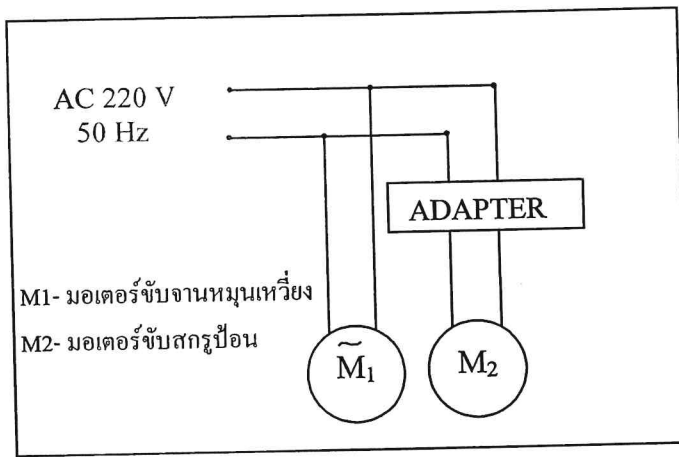 AC 220 V
50 Hz
ADAPTER
M1- มอเตอร์ขับจานหมุนเหวี่ยง
M2- มอเตอร์ขับสกรูป้อน
M̃₁
M₂